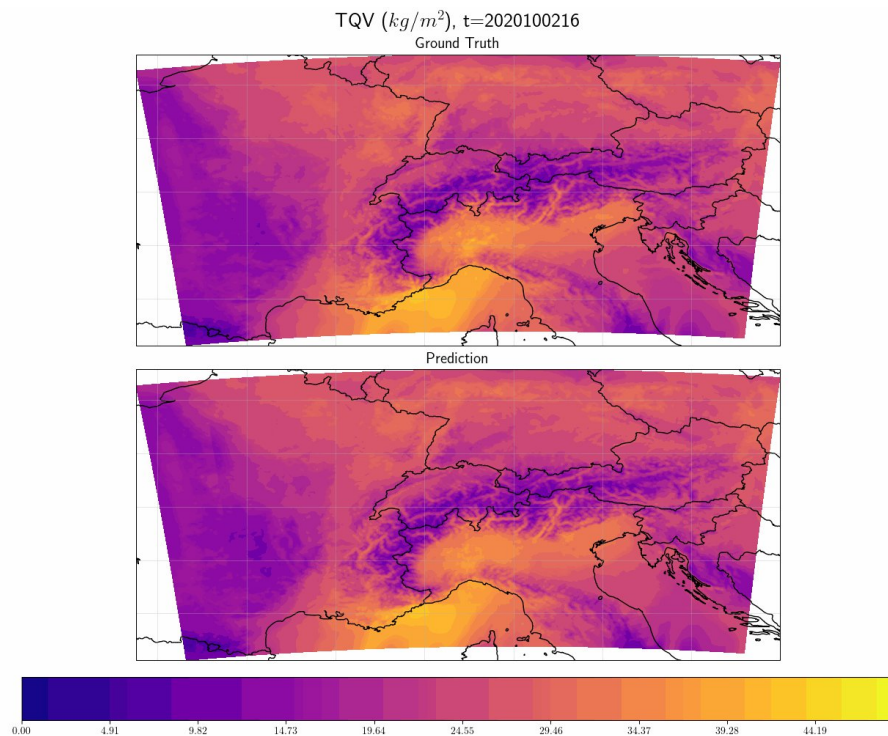 TQV (kg/m²), t=2020100216
Ground Truth
Prediction
0.00 4.91 9.82 14.73 19.64 24.55 29.46 34.37 39.28 44.19